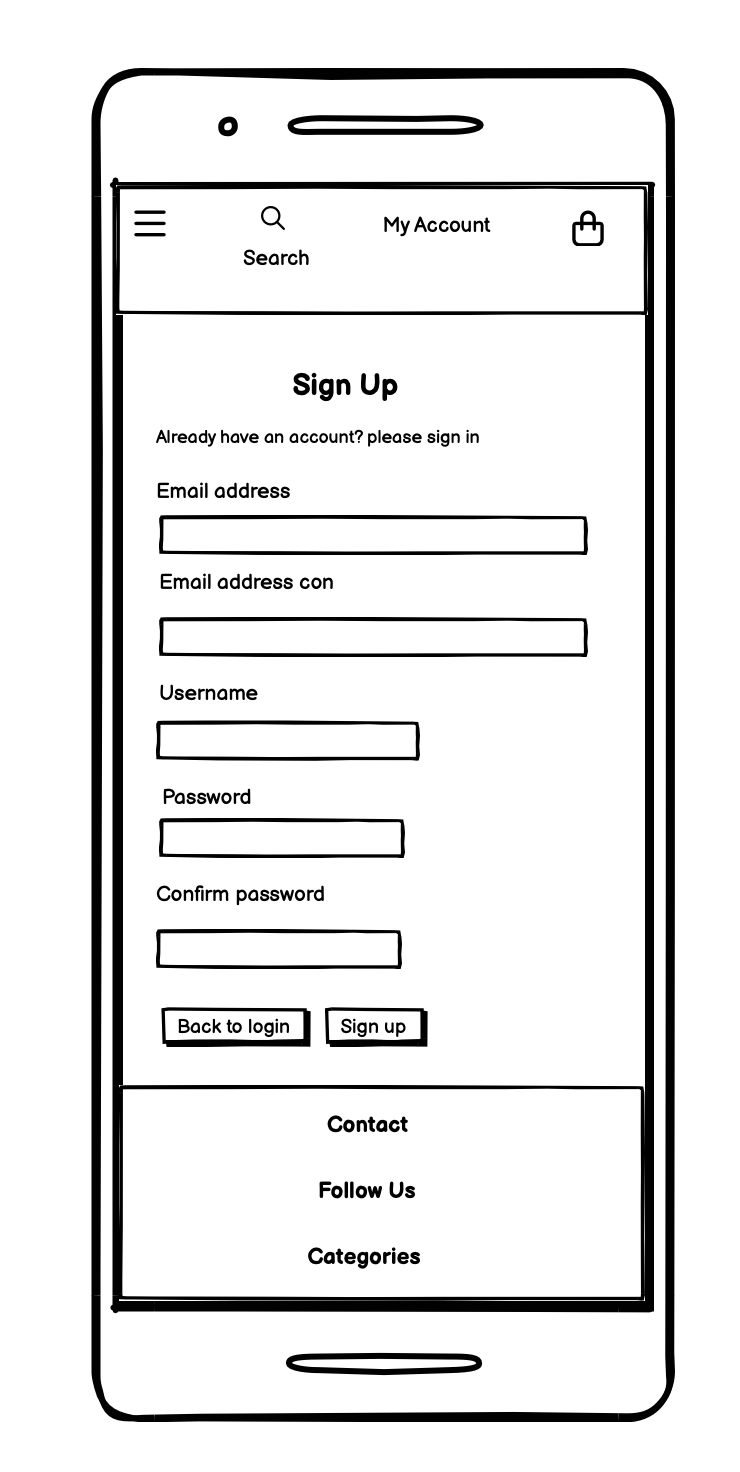 Search
My Account
Sign Up
Already have an account? please sign in
Email address
Email address con
Username
Password
Confirm password
Back to login
Sign up
Contact
Follow Us
Categories